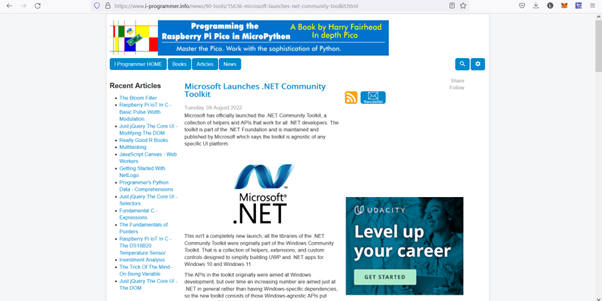 https://www.i-programmer.info/news/90-tools/15636-microsoft-launches-net-community-toolkit.html
Programming the
Raspberry Pi Pico in MicroPython
A Book by Harry Fairhead
In depth Pico
Master the Pico. Work with the sophistication of Python.
I Programmer HOME
Books
Articles
News
Recent Articles
The Bloom Filter
Raspberry Pi IoT In C -
Basic Pulse Width
Modulation
Just jQuery The Core UI -
Modifying The DOM
Really Good R Books
Multitasking
JavaScript Canvas - Web
Workers
Getting Started With
NetLogo
Programmer's Python
Data - Comprehensions
Just jQuery The Core UI -
Selectors
Fundamental C -
Expressions
The Fundamentals of
Pointers
Raspberry Pi IoT In C -
The DS18B20
Temperature Sensor
Investment Analysis
The Trick Of The Mind -
On Being Variable
Just jQuery The Core UI -
The DOM
Microsoft Launches .NET Community
Toolkit
Tuesday, 09 August 2022
Microsoft has officially launched the .NET Community Toolkit, a
collection of helpers and APIs that work for all .NET developers. The
toolkit is part of the .NET Foundation and is maintained and
published by Microsoft which says the toolkit is agnostic of any
specific UI platform.
Microsoft
.NET
This isn't a completely new launch; all the libraries of the .NET
Community Toolkit were originally part of the Windows Community
Toolkit. That is a collection of helpers, extensions, and custom
controls designed to simplify building UWP and .NET apps for
Windows 10 and Windows 11.
The APIs in the toolkit originally were aimed at Windows
development, but over time an increasing number are aimed just at
.NET in general rather than having Windows-specific dependencies,
so the new toolkit consists of those Windows-agnostic APIs put
Newsletter
Share
Follow
UDACITY
Level up
your career
GET STARTED